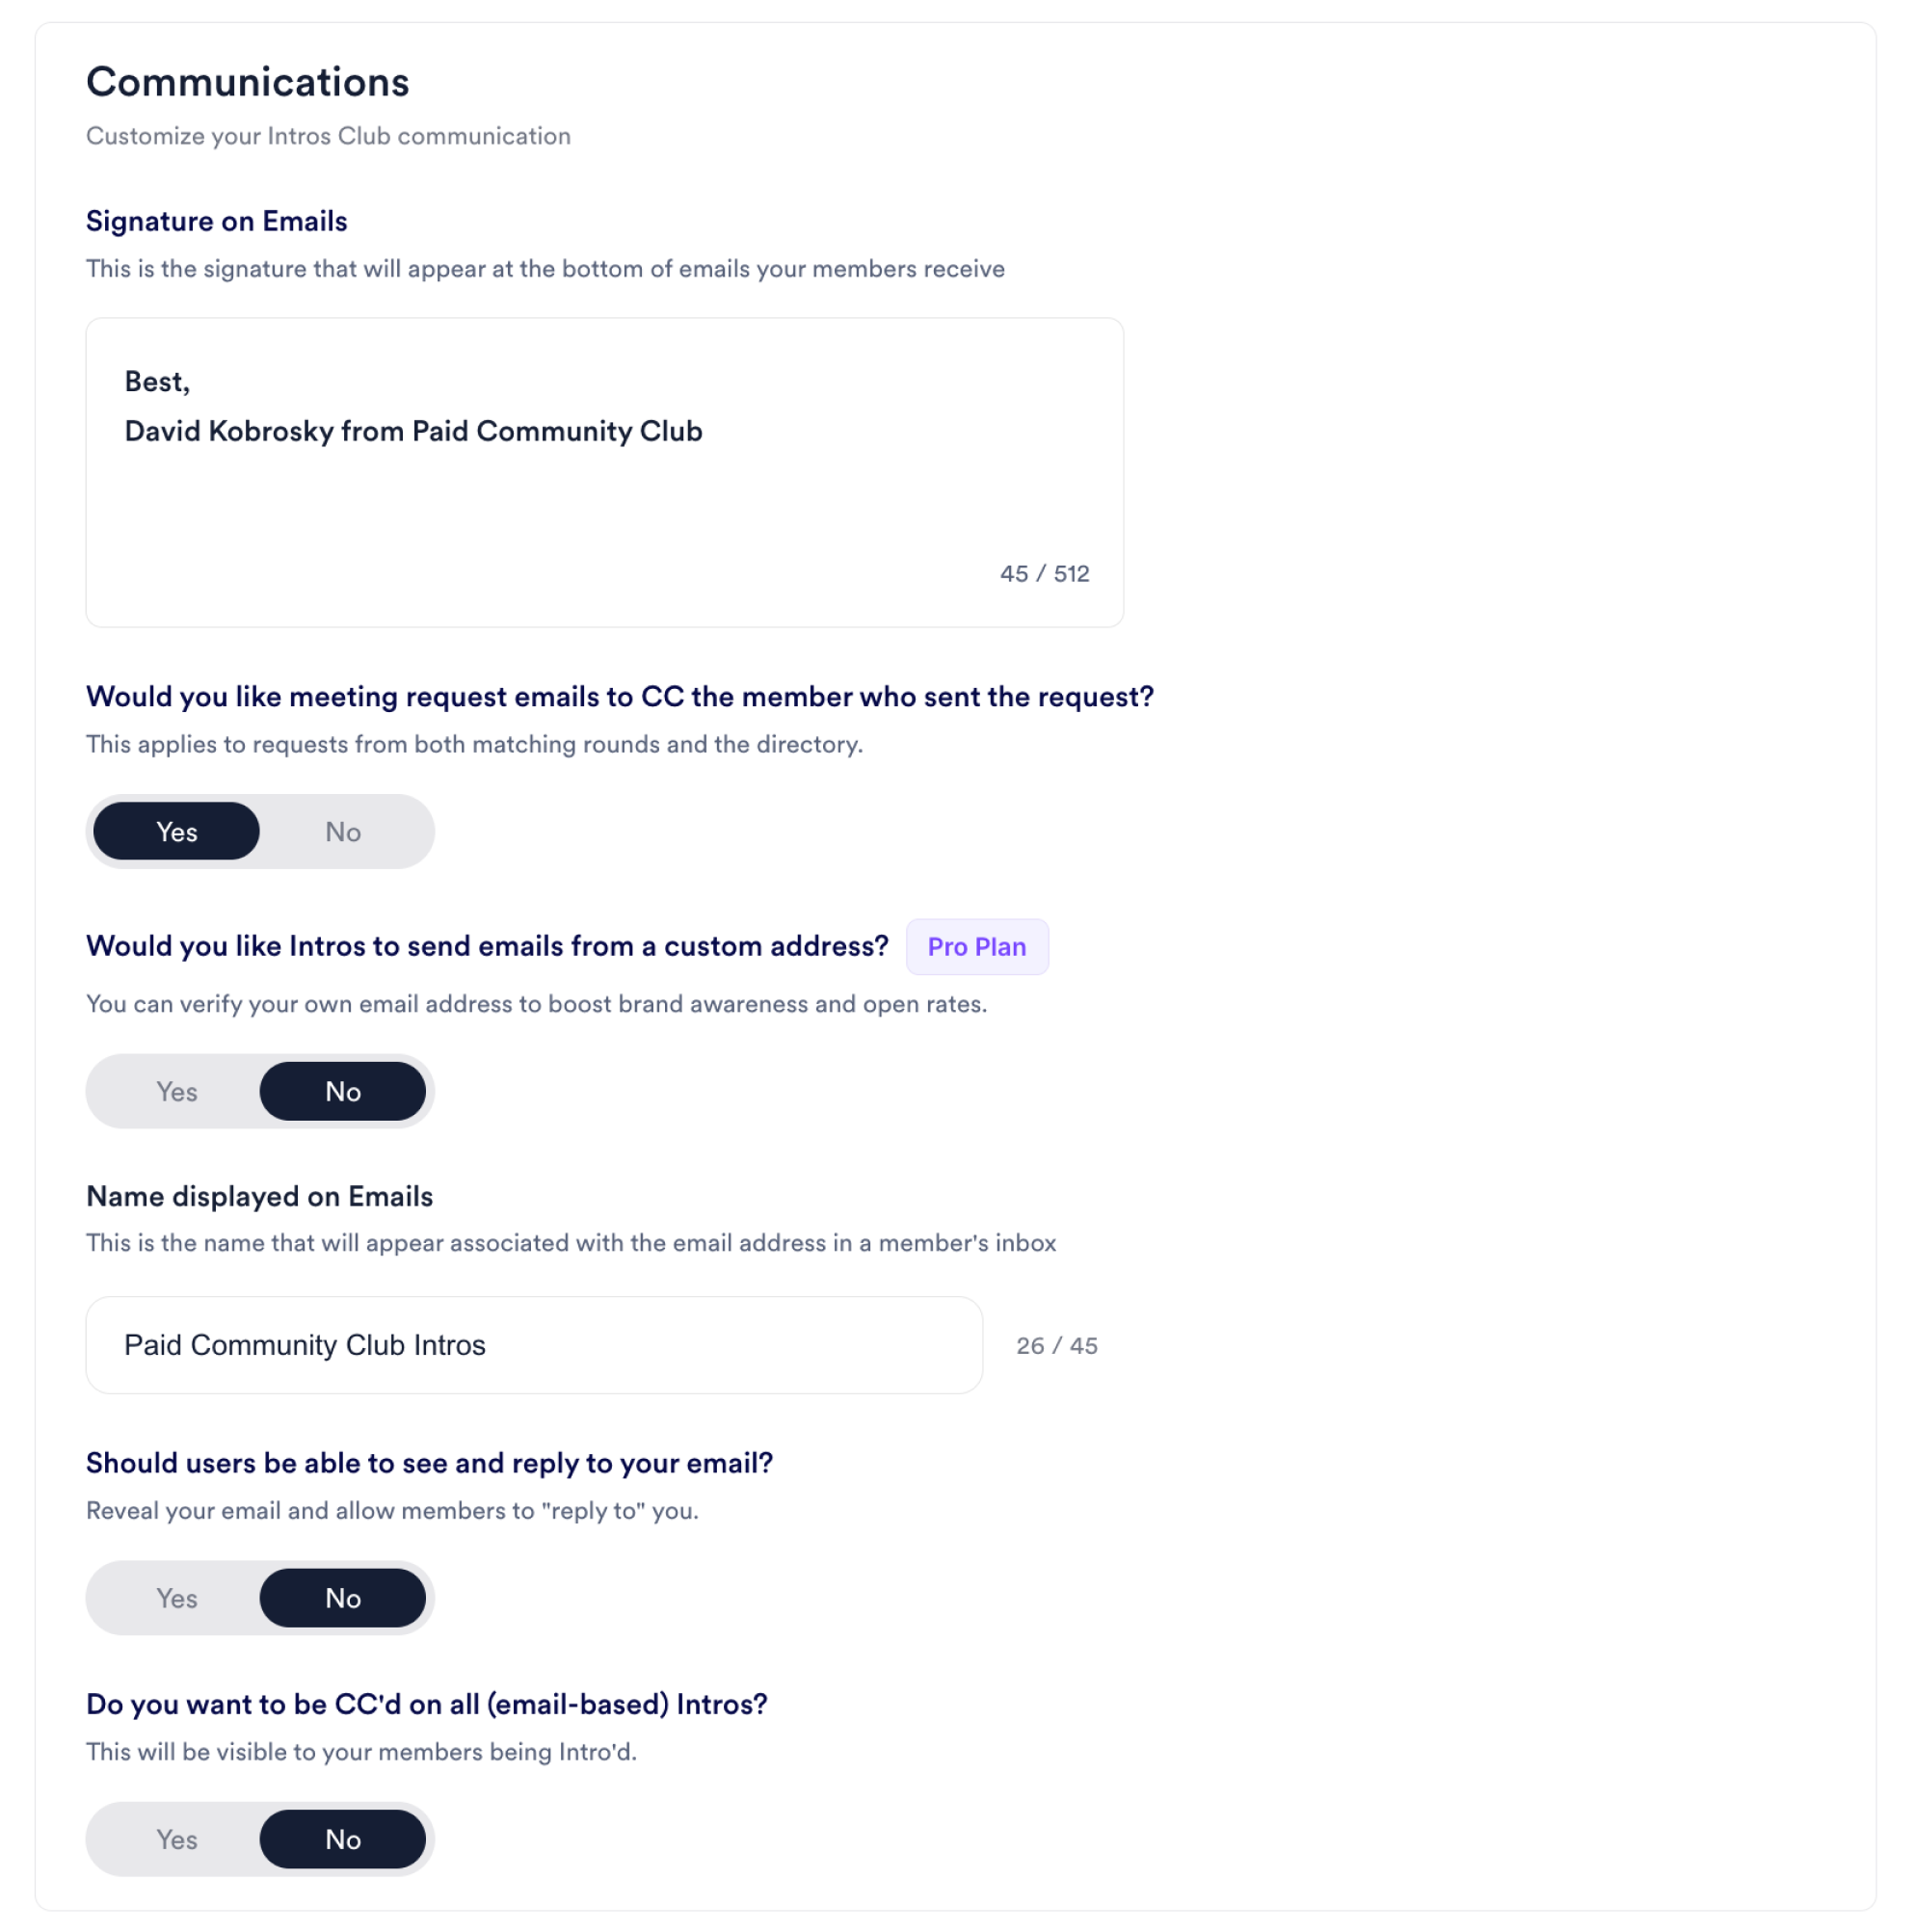 Communications
Customize your Intros Club communication
Signature on Emails
This is the signature that will appear at the bottom of emails your members receive
Best,
David Kobrosky from Paid Community Club
45 / 512
Would you like meeting request emails to CC the member who sent the request?
This applies to requests from both matching rounds and the directory.
Yes No
Would you like Intros to send emails from a custom address? Pro Plan
You can verify your own email address to boost brand awareness and open rates.
Yes No
Name displayed on Emails
This is the name that will appear associated with the email address in a member's inbox
Paid Community Club Intros 26 / 45
Should users be able to see and reply to your email?
Reveal your email and allow members to "reply to" you.
Yes No
Do you want to be CC'd on all (email-based) Intros?
This will be visible to your members being Intro'd.
Yes No